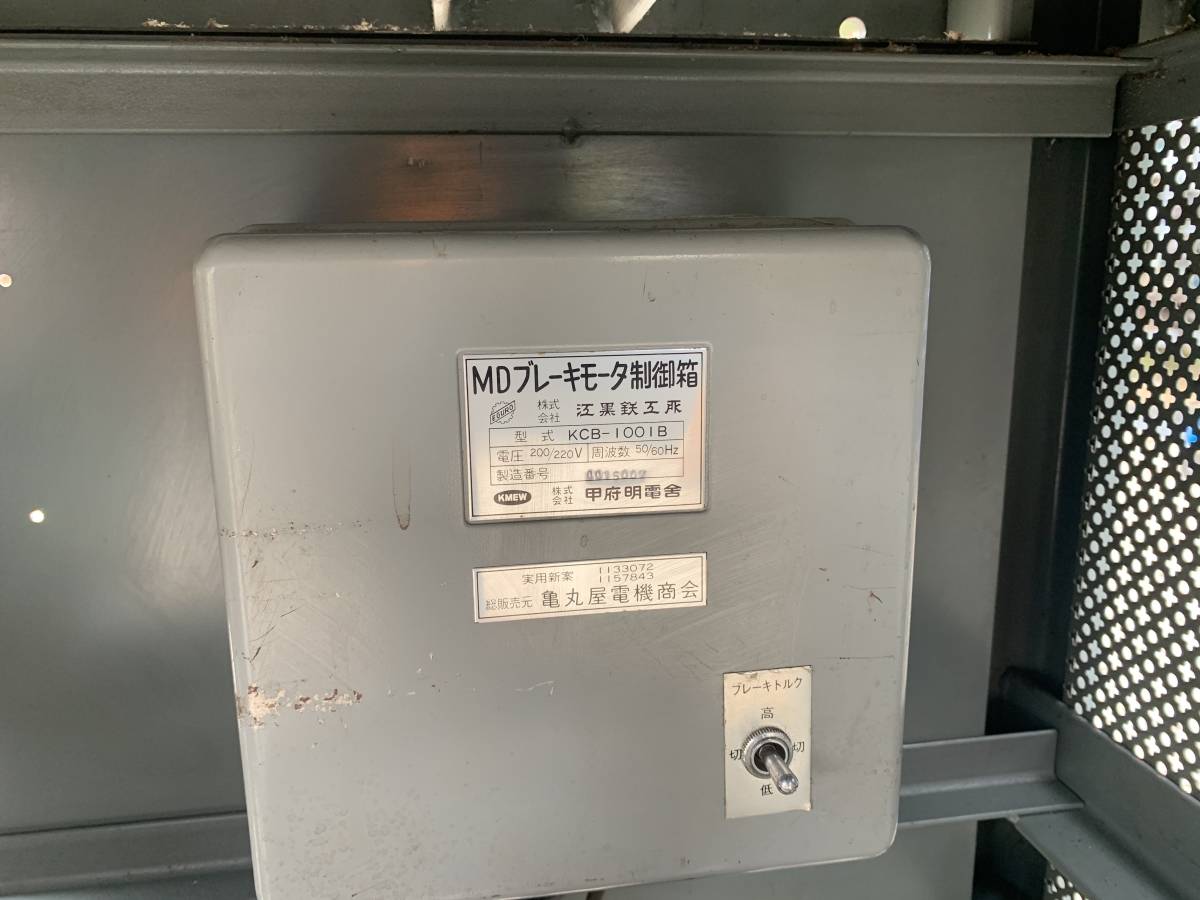 MDブレーキモータ制御箱
EGURO 株式会社 江黒鉄工所
型式 KCB-1001B
電圧 200/220V 周波数 50/60Hz
製造番号
KMEW 株式会社 甲府明電舎
実用新案 1133072
1157843
総販売元 亀丸屋電機商会
ブレーキトルク
高
切 切
低